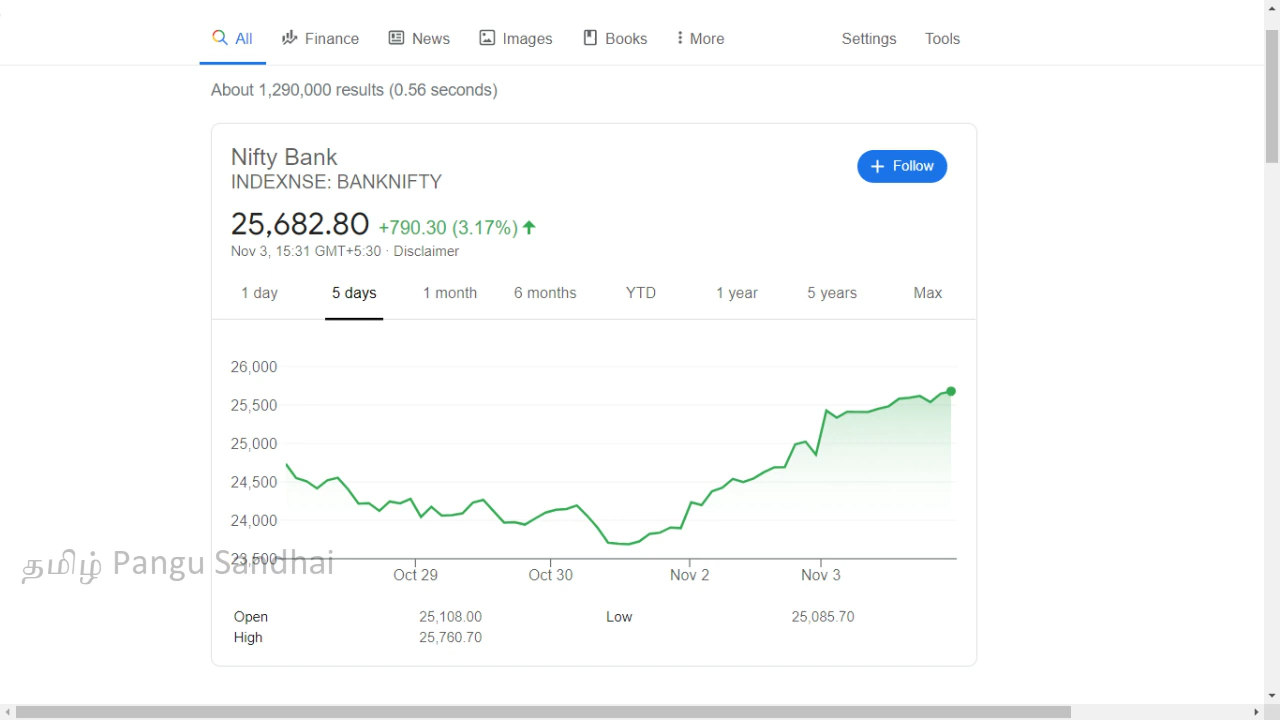 All Finance News Images Books More Settings Tools
About 1,290,000 results (0.56 seconds)
Nifty Bank
INDEXNSE: BANKNIFTY
+ Follow
25,682.80 +790.30 (3.17%)
Nov 3, 15:31 GMT+5:30 · Disclaimer
1 day 5 days 1 month 6 months YTD 1 year 5 years Max
26,000
25,500
25,000
24,500
24,000
23,500
தமிழ் Pangu Sandhai
Oct 29 Oct 30 Nov 2 Nov 3
Open 25,108.00 Low 25,085.70
High 25,760.70